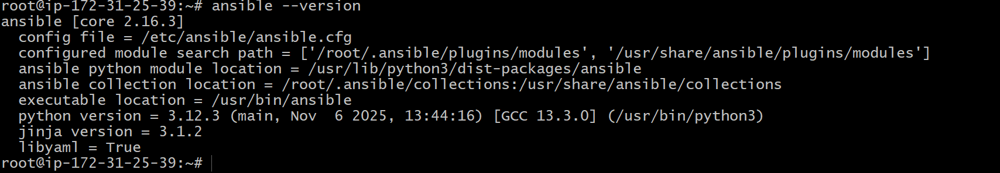 root@ip-172-31-25-39:~# ansible --version
ansible [core 2.16.3]
  config file = /etc/ansible/ansible.cfg
  configured module search path = ['/root/.ansible/plugins/modules', '/usr/share/ansible/plugins/modules']
  ansible python module location = /usr/lib/python3/dist-packages/ansible
  ansible collection location = /root/.ansible/collections:/usr/share/ansible/collections
  executable location = /usr/bin/ansible
  python version = 3.12.3 (main, Nov  6 2025, 13:44:16) [GCC 13.3.0] (/usr/bin/python3)
  jinja version = 3.1.2
  libyaml = True
root@ip-172-31-25-39:~#